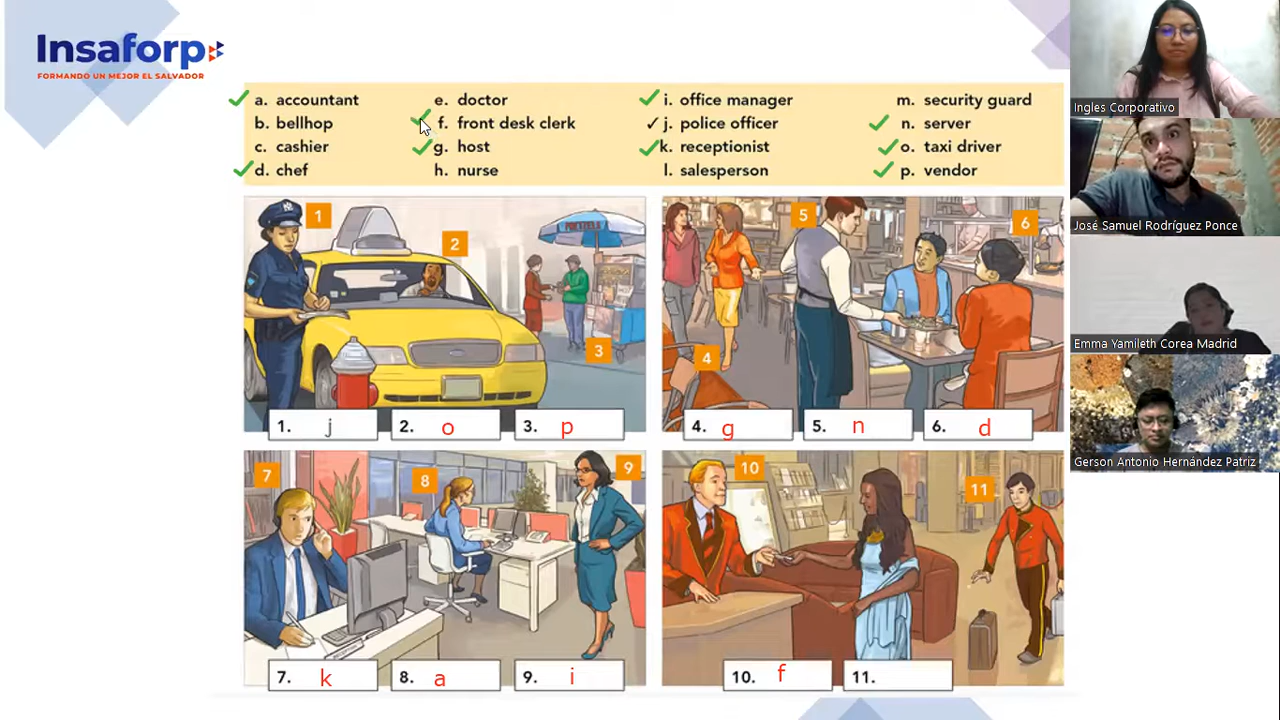 Insaforp
FORMANDO UN MEJOR EL SALVADOR
a. accountant
b. bellhop
c. cashier
d. chef
e. doctor
f. front desk clerk
g. host
h. nurse
i. office manager
j. police officer
k. receptionist
l. salesperson
m. security guard
n. server
o. taxi driver
p. vendor
1
2
PRETZELS
3
1. j
2. o
3. p
4
5
6
4. g
5. n
6. d
7
8
9
7. k
8. a
9. i
10
11
10. f
11.
Ingles Corporativo
José Samuel Rodríguez Ponce
Emma Yamileth Corea Madrid
Gerson Antonio Hernández Patriz